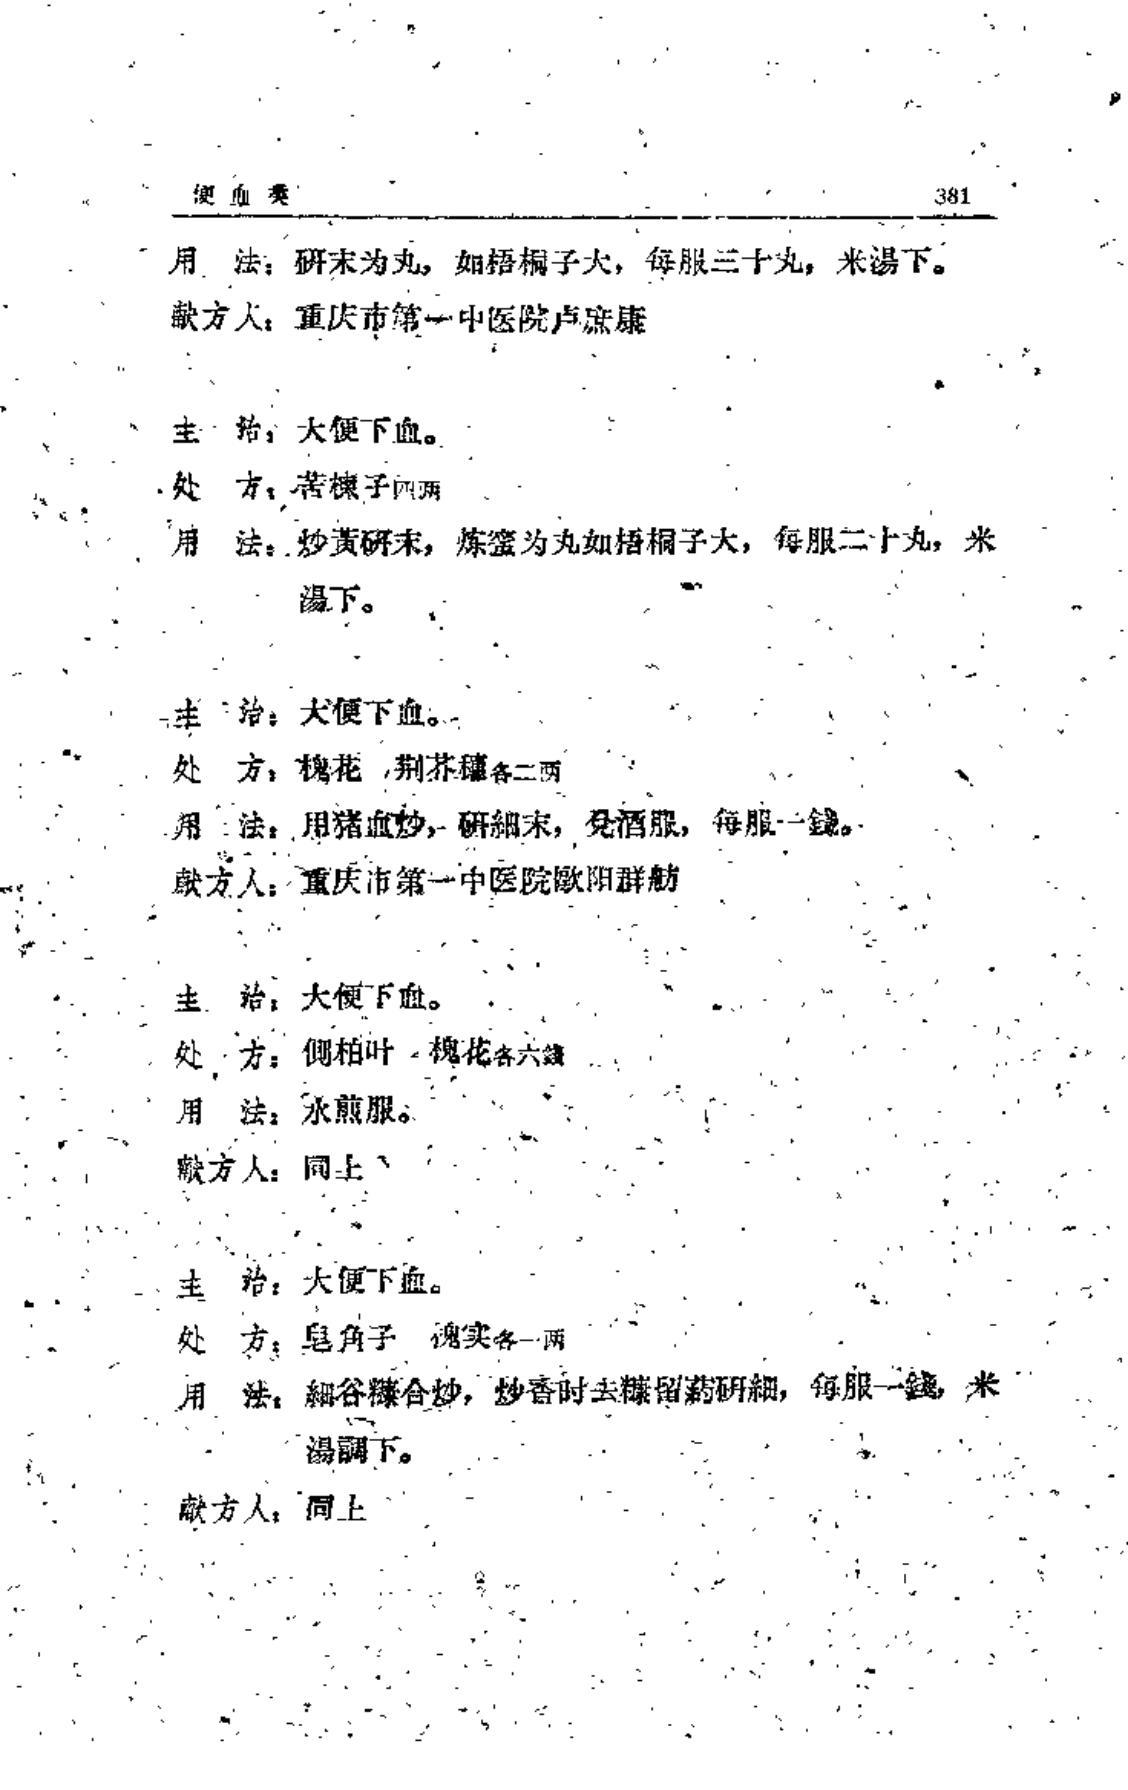 便血类 381
用 法：研末为丸，如梧桐子大，每服三十丸，米湯下。
献方人：重庆市第一中医院卢庶康
主 治：大便下血。
处 方：苦楝子四两
用 法：炒黃研末，炼蜜为丸如梧桐子大，每服二十丸，米
湯下。
主 治：大便下血。
处 方：槐花 荆芥穗各二两
用 法：用猪血炒，研細末，兌酒服，每服一錢。
献方人：重庆市第一中医院歐阳群舫
主 治：大便下血。
处 方：側柏叶 槐花各六錢
用 法：水煎服。
献方人：同上
主 治：大便下血。
处 方：皂角子 槐实各一两
用 法：細谷糠合炒，炒香时去糠留药研細，每服一錢，米
湯調下。
献方人：同上